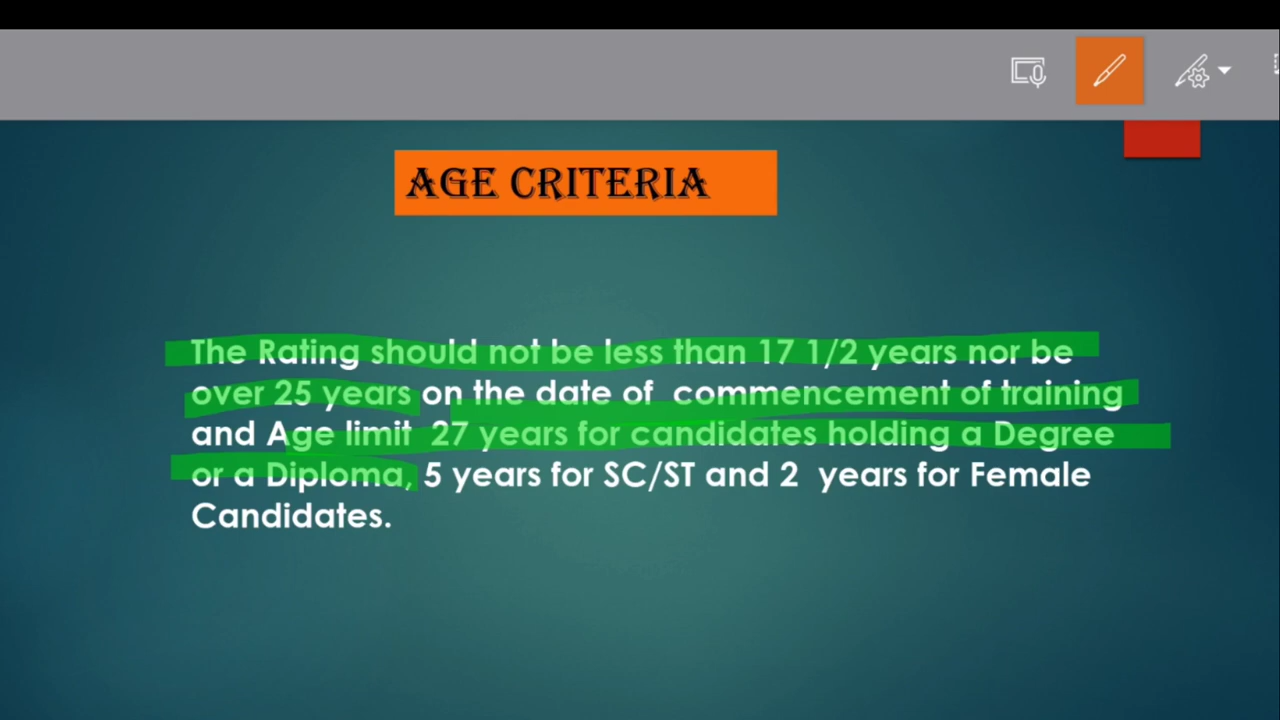 AGE CRITERIA
The Rating should not be less than 17 1/2 years nor be
over 25 years on the date of commencement of training
and Age limit 27 years for candidates holding a Degree
or a Diploma, 5 years for SC/ST and 2 years for Female
Candidates.